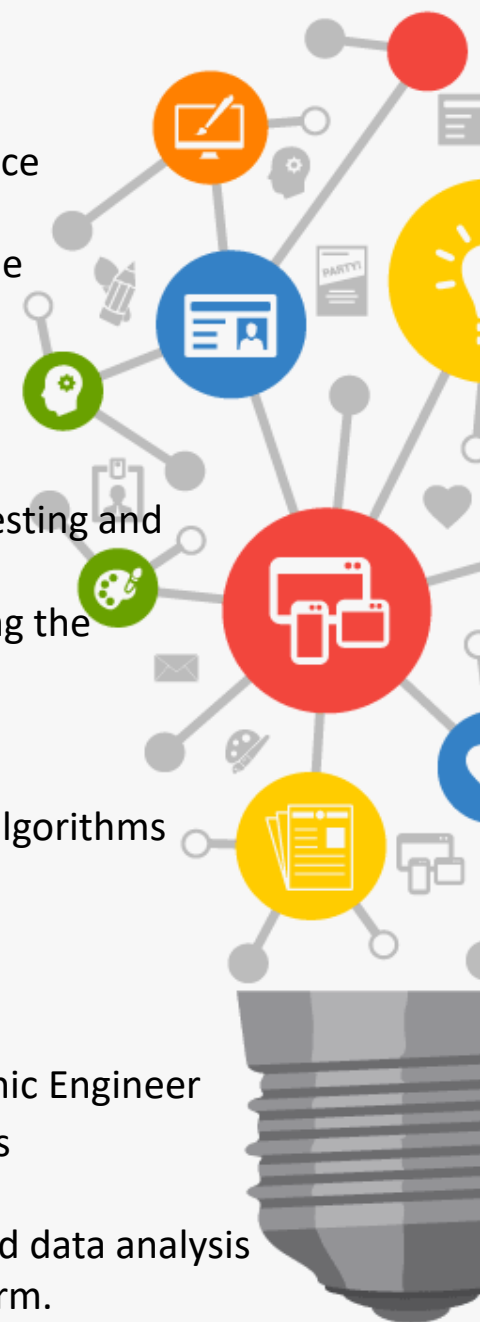 ce
e
esting and
ng the
lgorithms
nic Engineer
s
d data analysis
rm.
PARTY!